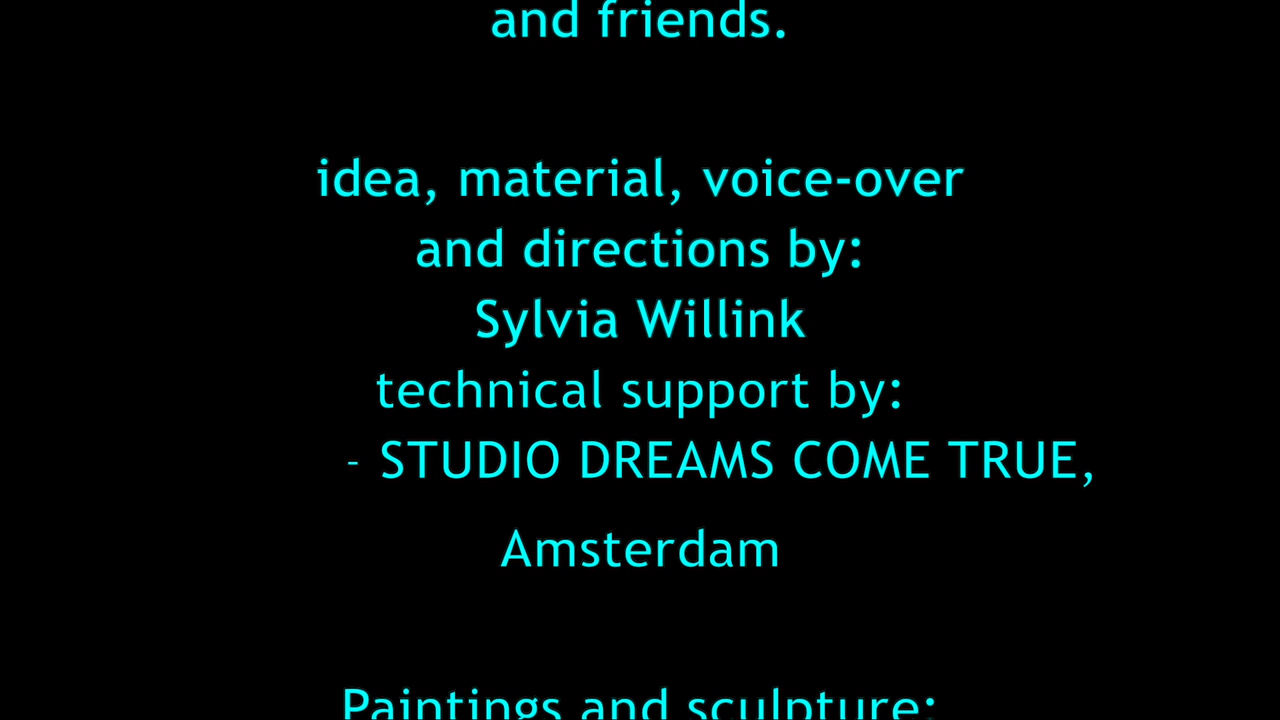 and friends.
idea, material, voice-over
and directions by:
Sylvia Willink
technical support by:
- STUDIO DREAMS COME TRUE,
Amsterdam
Paintings and sculpture: